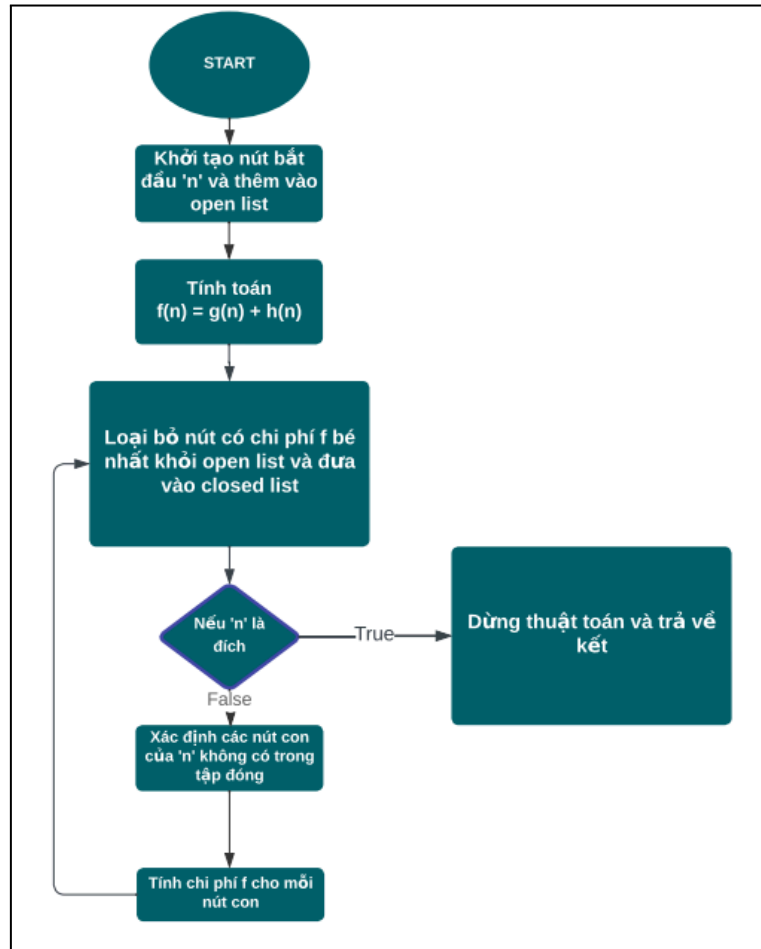 START
Khởi tạo nút bắt
đầu 'n' và thêm vào
open list
Tính toán
f(n) = g(n) + h(n)
Loại bỏ nút có chi phí f bé
nhất khỏi open list và đưa
vào closed list
Nếu 'n' là
đích
True
Dừng thuật toán và trả về
kết
False
Xác định các nút con
của 'n' không có trong
tập đóng
Tính chi phí f cho mỗi
nút con